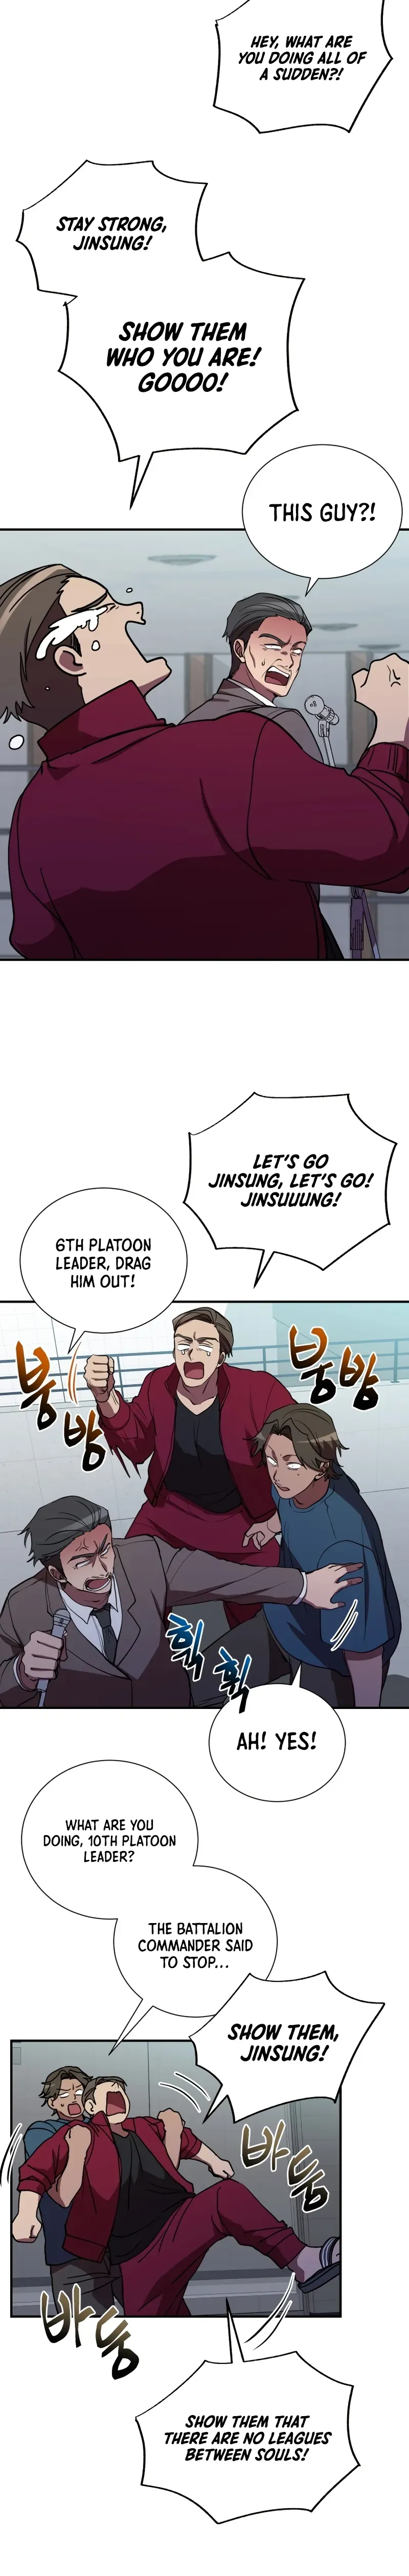 HEY, WHAT ARE
YOU DOING ALL OF
A SUDDEN?!
STAY STRONG,
JINSUNG!
SHOW THEM
WHO YOU ARE!
GOOOO!
THIS GUY?!
LET'S GO
JINSUNG, LET'S GO!
JINSUUUNG!
6TH PLATOON
LEADER, DRAG
HIM OUT!
붕방
붕방
휙휙
AH! YES!
WHAT ARE YOU
DOING, 10TH PLATOON
LEADER?
THE BATTALION
COMMANDER SAID
TO STOP...
SHOW THEM,
JINSUNG!
바둥
바둥
SHOW THEM THAT
THERE ARE NO LEAGUES
BETWEEN SOULS!